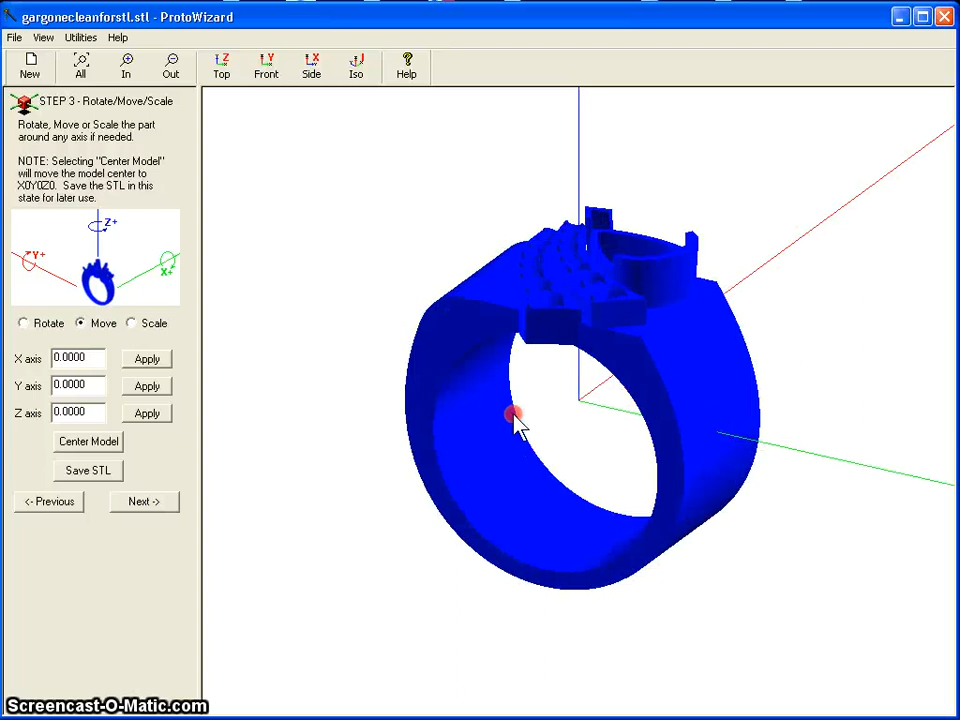 gargonecleanforstl.stl - ProtoWizard
File View Utilities Help
New All In Out Top Front Side Iso Help
STEP 3 - Rotate/Move/Scale
Rotate, Move or Scale the part
around any axis if needed.
NOTE: Selecting "Center Model"
will move the model center to
X0Y0Z0. Save the STL in this
state for later use.
Z+
Y+
X+
Rotate Move Scale
X axis 0.0000 Apply
Y axis 0.0000 Apply
Z axis 0.0000 Apply
Center Model
Save STL
<- Previous Next ->
Screencast-O-Matic.com